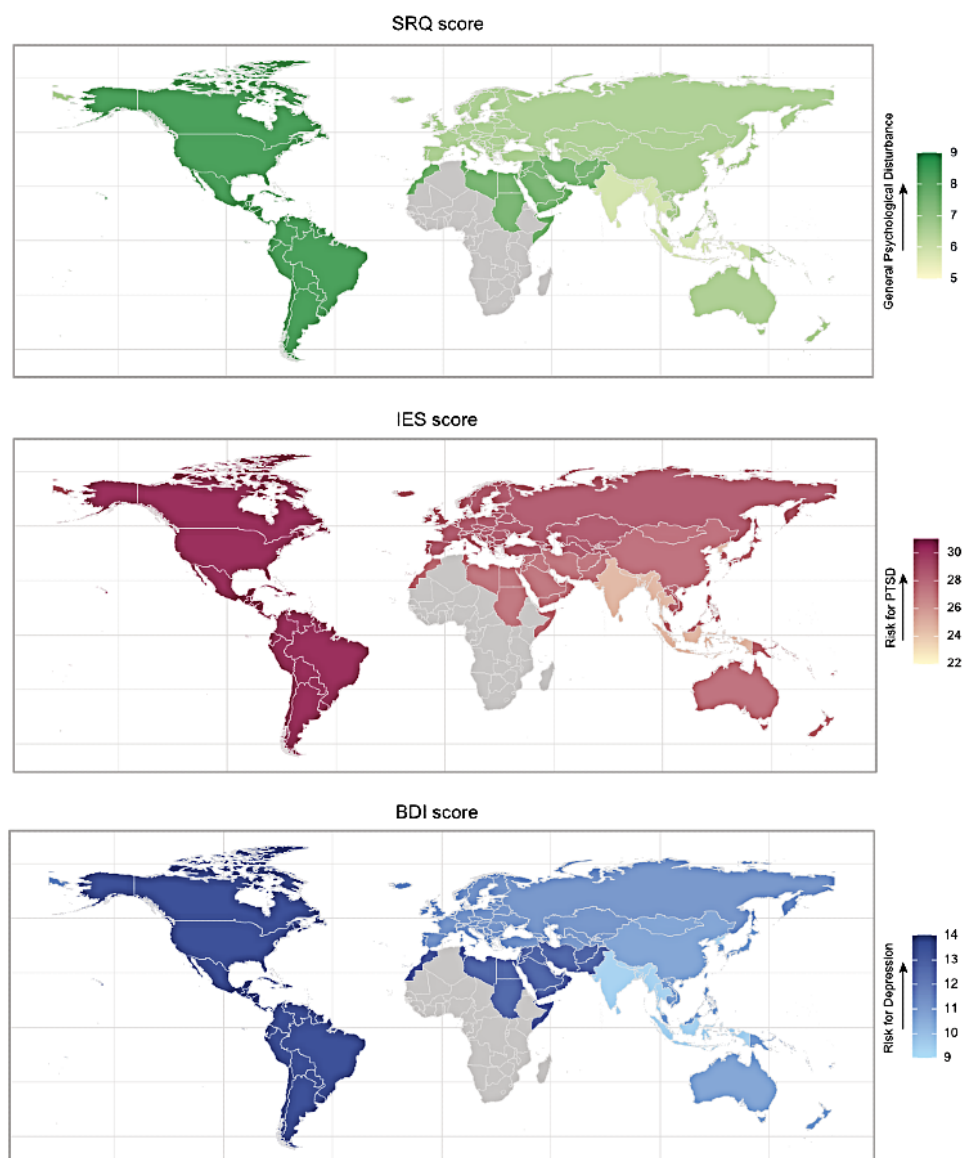 SRQ score
General Psychological Disturbance
9
8
7
6
5
IES score
Risk for PTSD
30
28
26
24
22
BDI score
Risk for Depression
14
13
12
11
10
9